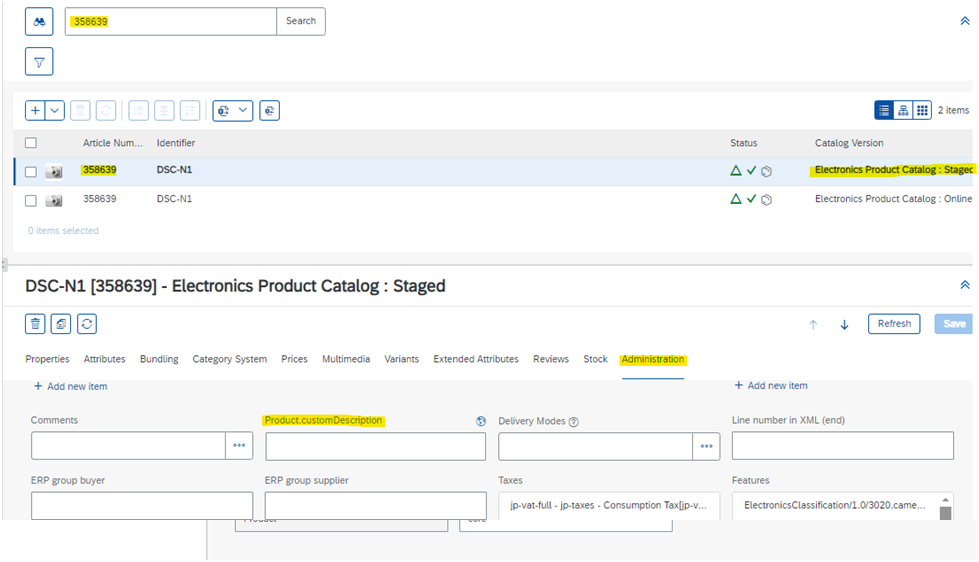 358639 Search
2 items
Article Num... Identifier Status Catalog Version
358639 DSC-N1 Electronics Product Catalog : Staged
358639 DSC-N1 Electronics Product Catalog : Online
0 items selected
DSC-N1 [358639] - Electronics Product Catalog : Staged
Refresh Save
Properties Attributes Bundling Category System Prices Multimedia Variants Extended Attributes Reviews Stock Administration
+ Add new item + Add new item
Comments Product.customDescription Delivery Modes Line number in XML (end)
ERP group buyer ERP group supplier Taxes Features
jp-vat-full - jp-taxes - Consumption Tax[jp-v... ElectronicsClassification/1.0/3020.came...